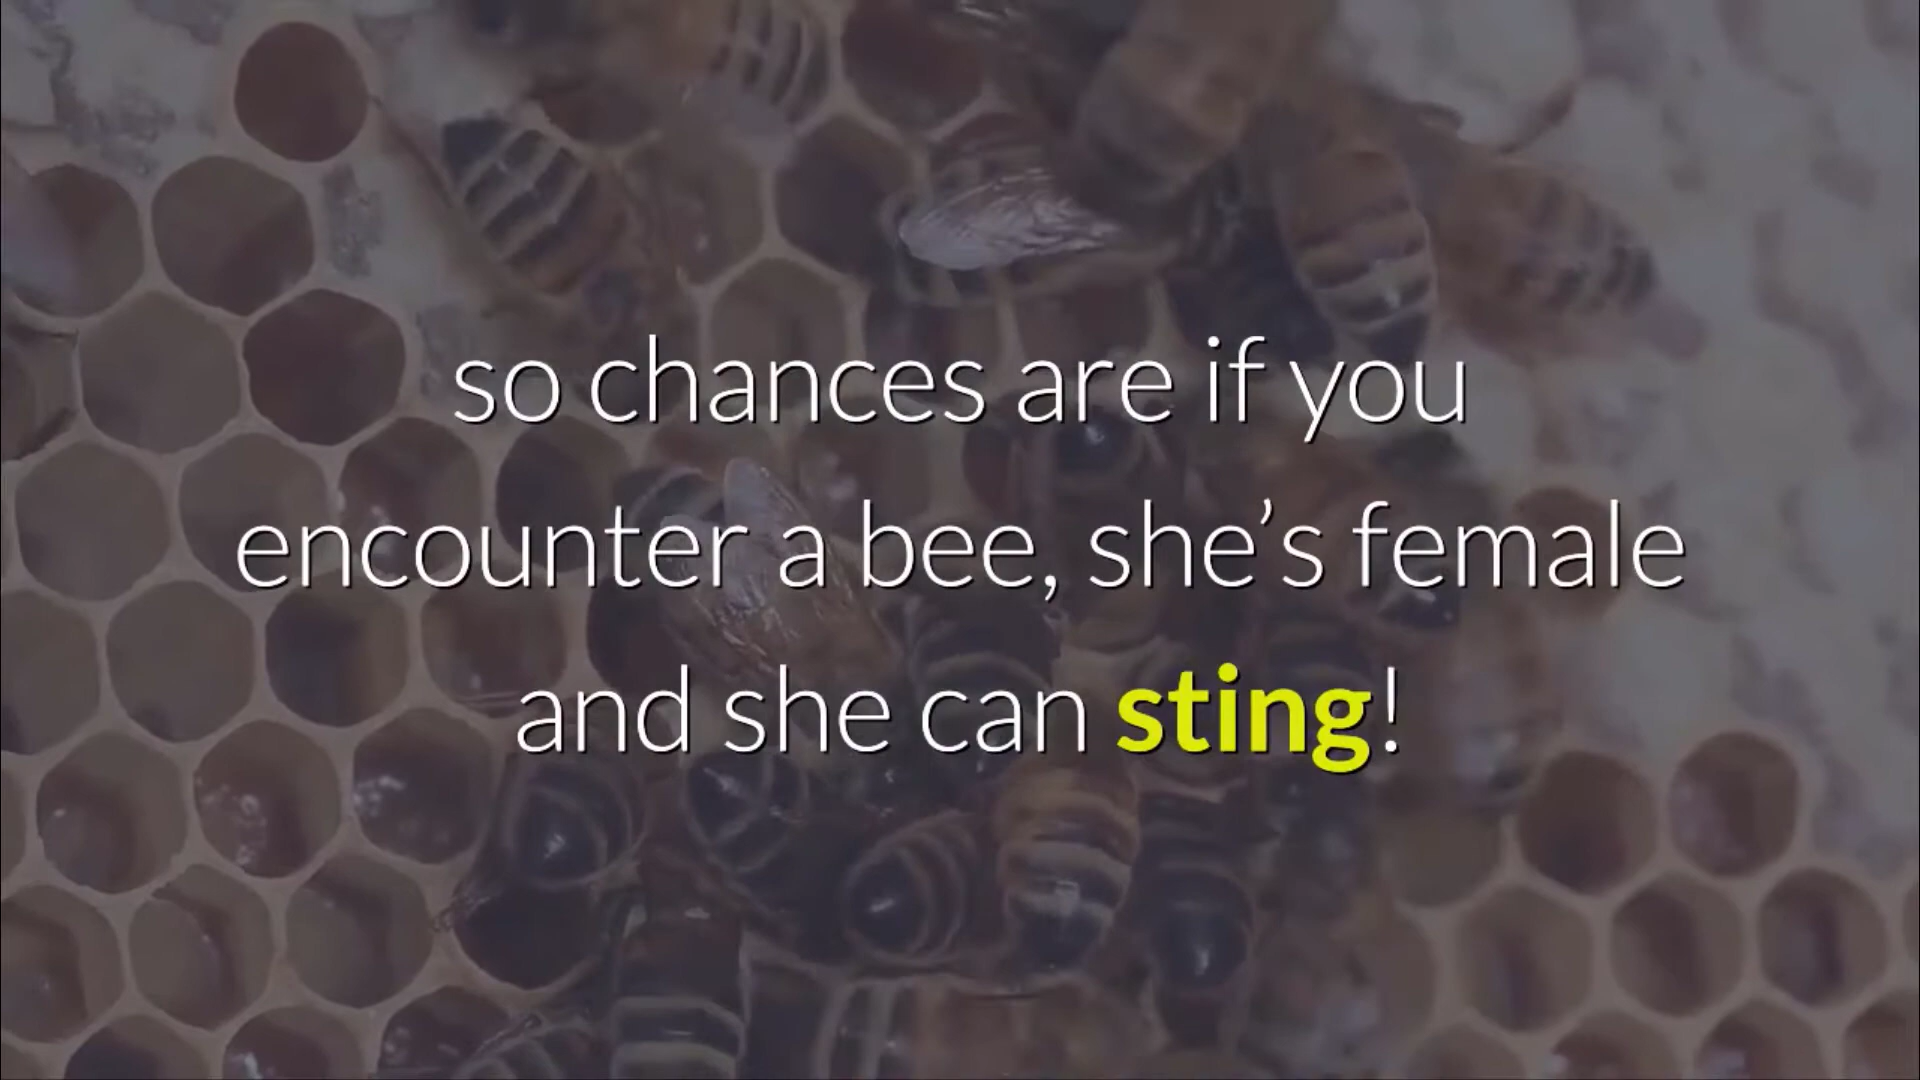 so chances are if you
encounter a bee, she’s female
and she can sting!